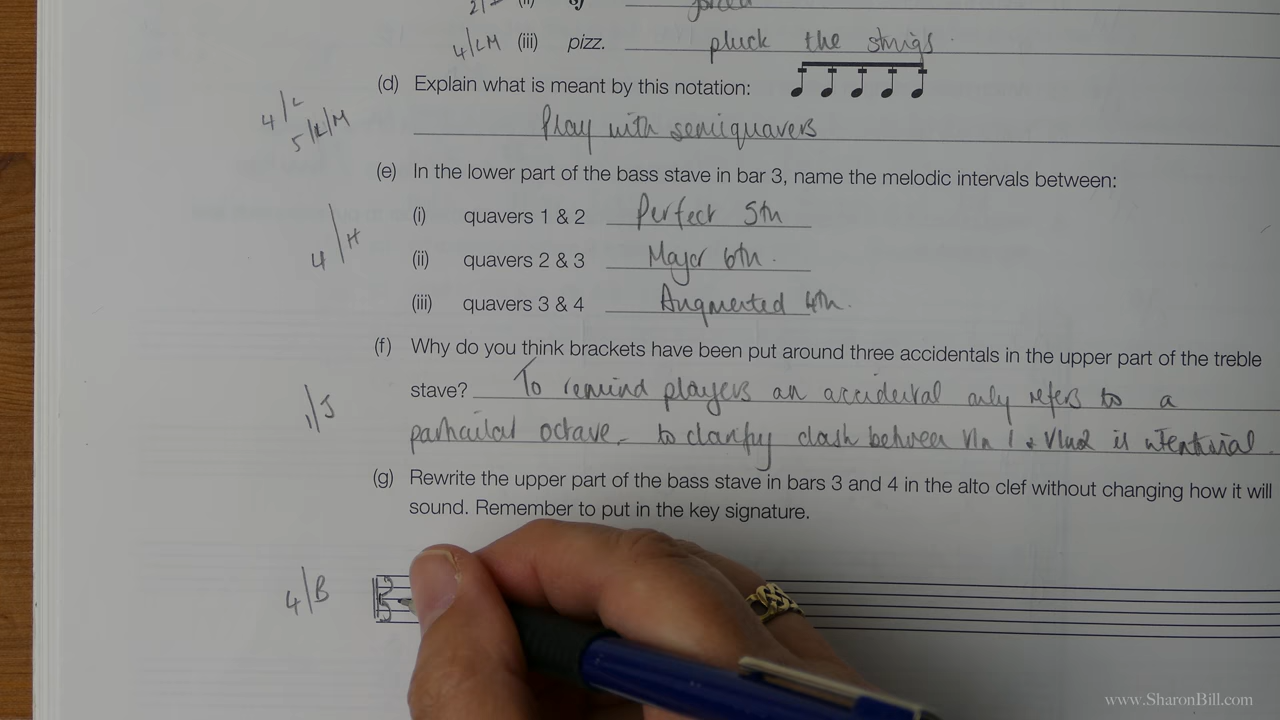 2/ (ii) sf forced
4/LM (iii) pizz. pluck the strings.
(d) Explain what is meant by this notation:
4/L
5/K/M
Play with semiquavers
(e) In the lower part of the bass stave in bar 3, name the melodic intervals between:
(i) quavers 1 & 2 Perfect 5th
4/H
(ii) quavers 2 & 3 Major 6th.
(iii) quavers 3 & 4 Augmented 4th.
(f) Why do you think brackets have been put around three accidentals in the upper part of the treble
1/J
stave? To remind players an accidental only refers to a
particular octave - to clarify clash between Vln 1 & Vln2 is intentional.
(g) Rewrite the upper part of the bass stave in bars 3 and 4 in the alto clef without changing how it will
sound. Remember to put in the key signature.
4/B
www.SharonBill.com